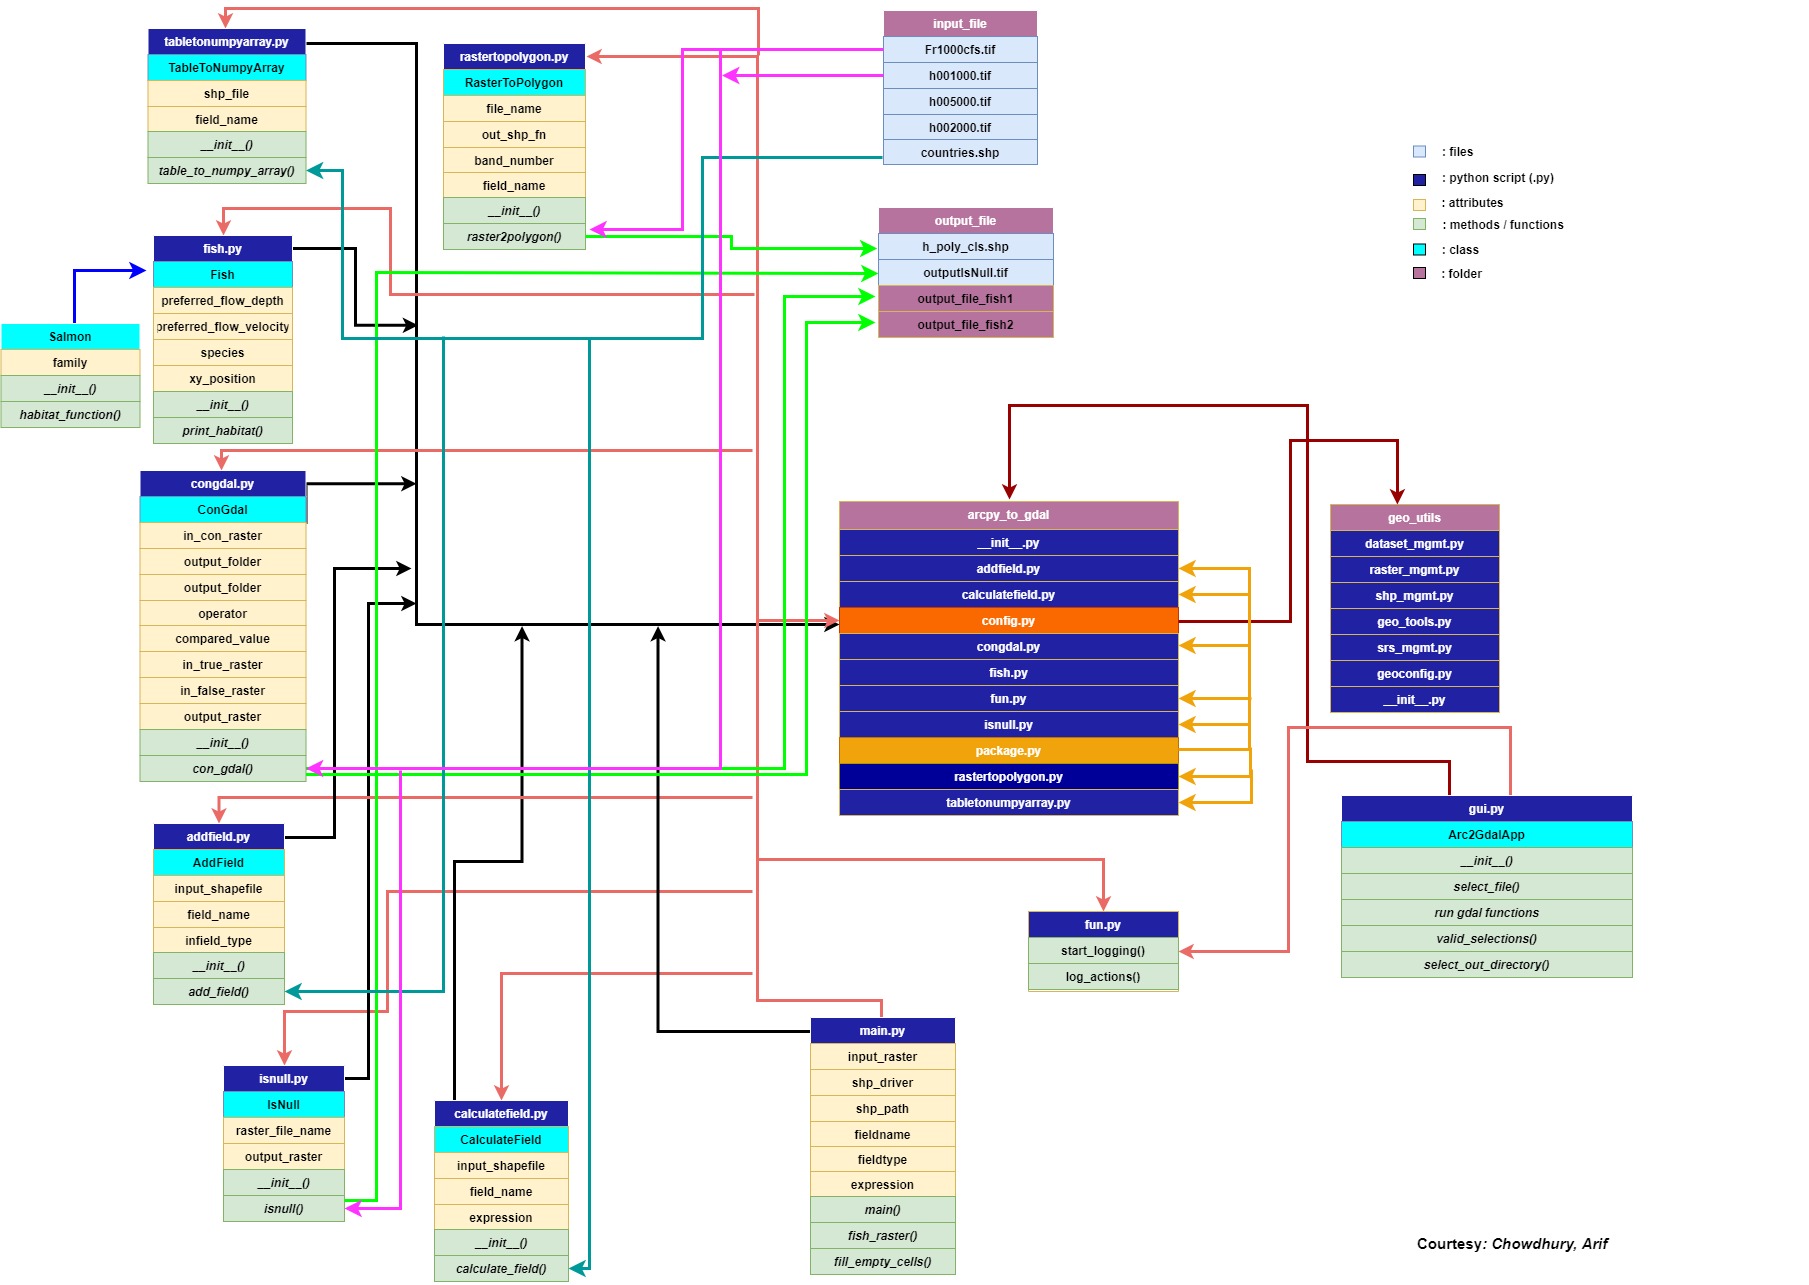 tabletonumpyarray.py
TableToNumpyArray
shp_file
field_name
__init__()
table_to_numpy_array()
rastertopolygon.py
RasterToPolygon
file_name
out_shp_fn
band_number
field_name
__init__()
raster2polygon()
input_file
Fr1000cfs.tif
h001000.tif
h005000.tif
h002000.tif
countries.shp
: files
: python script (.py)
: attributes
: methods / functions
: class
: folder
output_file
h_poly_cls.shp
outputIsNull.tif
output_file_fish1
output_file_fish2
fish.py
Fish
preferred_flow_depth
preferred_flow_velocity
species
xy_position
__init__()
print_habitat()
Salmon
family
__init__()
habitat_function()
congdal.py
ConGdal
in_con_raster
output_folder
output_folder
operator
compared_value
in_true_raster
in_false_raster
output_raster
__init__()
con_gdal()
arcpy_to_gdal
__init__.py
addfield.py
calculatefield.py
config.py
congdal.py
fish.py
fun.py
isnull.py
package.py
rastertopolygon.py
tabletonumpyarray.py
geo_utils
dataset_mgmt.py
raster_mgmt.py
shp_mgmt.py
geo_tools.py
srs_mgmt.py
geoconfig.py
__init__.py
gui.py
Arc2GdalApp
__init__()
select_file()
run gdal functions
valid_selections()
select_out_directory()
addfield.py
AddField
input_shapefile
field_name
infield_type
__init__()
add_field()
fun.py
start_logging()
log_actions()
isnull.py
IsNull
raster_file_name
output_raster
__init__()
isnull()
calculatefield.py
CalculateField
input_shapefile
field_name
expression
__init__()
calculate_field()
main.py
input_raster
shp_driver
shp_path
fieldname
fieldtype
expression
main()
fish_raster()
fill_empty_cells()
Courtesy: Chowdhury, Arif